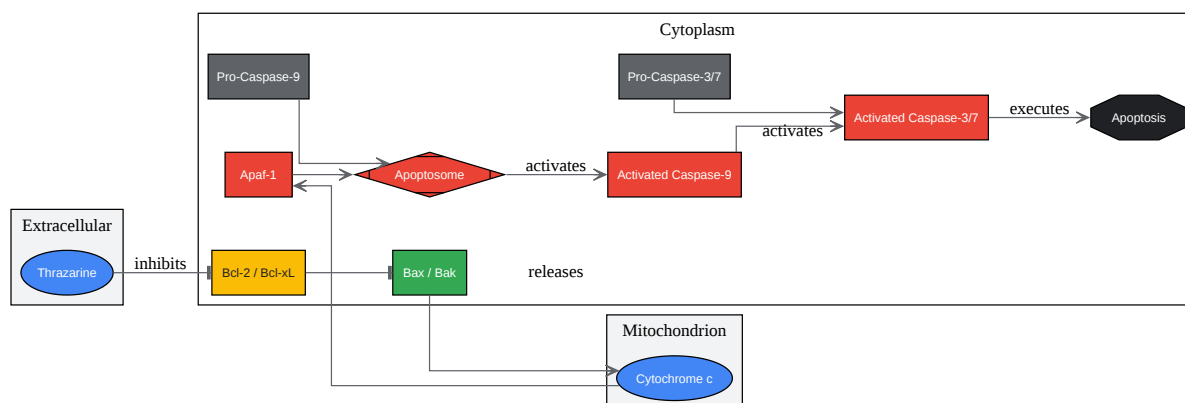 Cytoplasm
Pro-Caspase-9
Pro-Caspase-3/7
Activated Caspase-3/7
executes
Apoptosis
activates
Apaf-1
Apoptosome
activates
Activated Caspase-9
Extracellular
Thrazarine
inhibits
Bcl-2 / Bcl-xL
Bax / Bak
releases
Mitochondrion
Cytochrome c